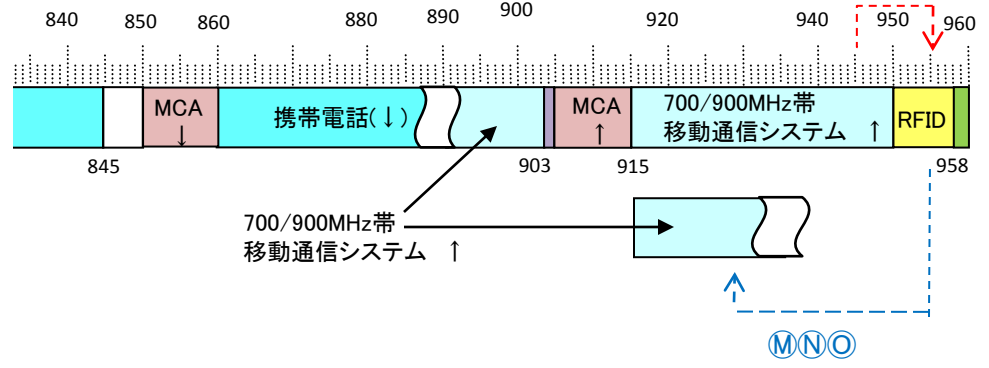 840 850 860 880 890 900 920 940 950 960
MCA
↓
携帯電話(↓)
MCA
↑
700/900MHz帯
移動通信システム ↑
RFID
845 903 915 958
700/900MHz帯
移動通信システム ↑
ⓂⓃⓄ